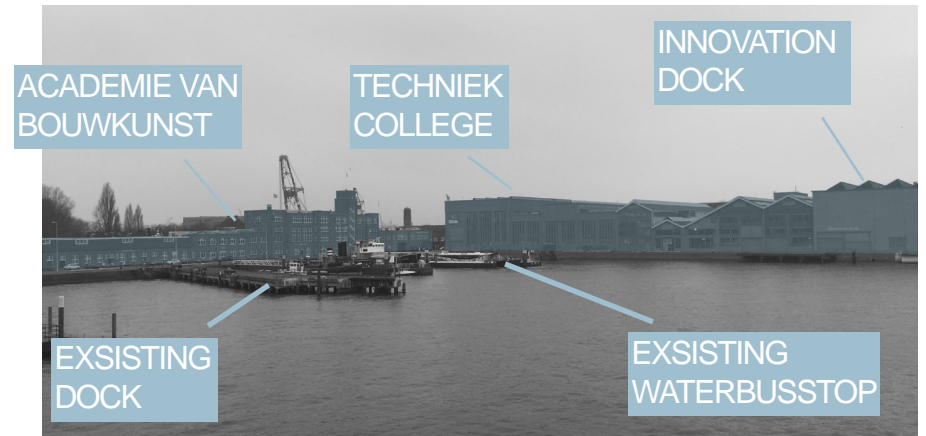 INNOVATION
DOCK
ACADEMIE VAN
BOUWKUNST
TECHNIEK
COLLEGE
EXSISTING
DOCK
EXSISTING
WATERBUSSTOP